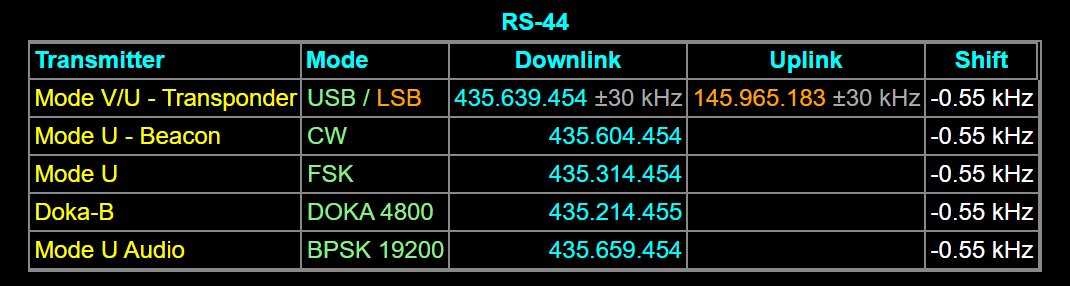 RS-44
Transmitter Mode Downlink Uplink Shift
Mode V/U - Transponder USB / LSB 435.639.454 ±30 kHz 145.965.183 ±30 kHz -0.55 kHz
Mode U - Beacon CW 435.604.454 -0.55 kHz
Mode U FSK 435.314.454 -0.55 kHz
Doka-B DOKA 4800 435.214.455 -0.55 kHz
Mode U Audio BPSK 19200 435.659.454 -0.55 kHz